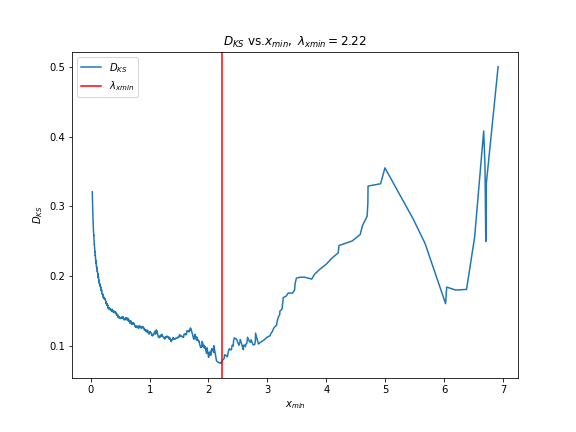 D_KS vs.x_min, λ_xmin = 2.22
D_KS
λ_xmin
0.5
0.4
0.3
0.2
0.1
D_KS
0 1 2 3 4 5 6 7
x_min